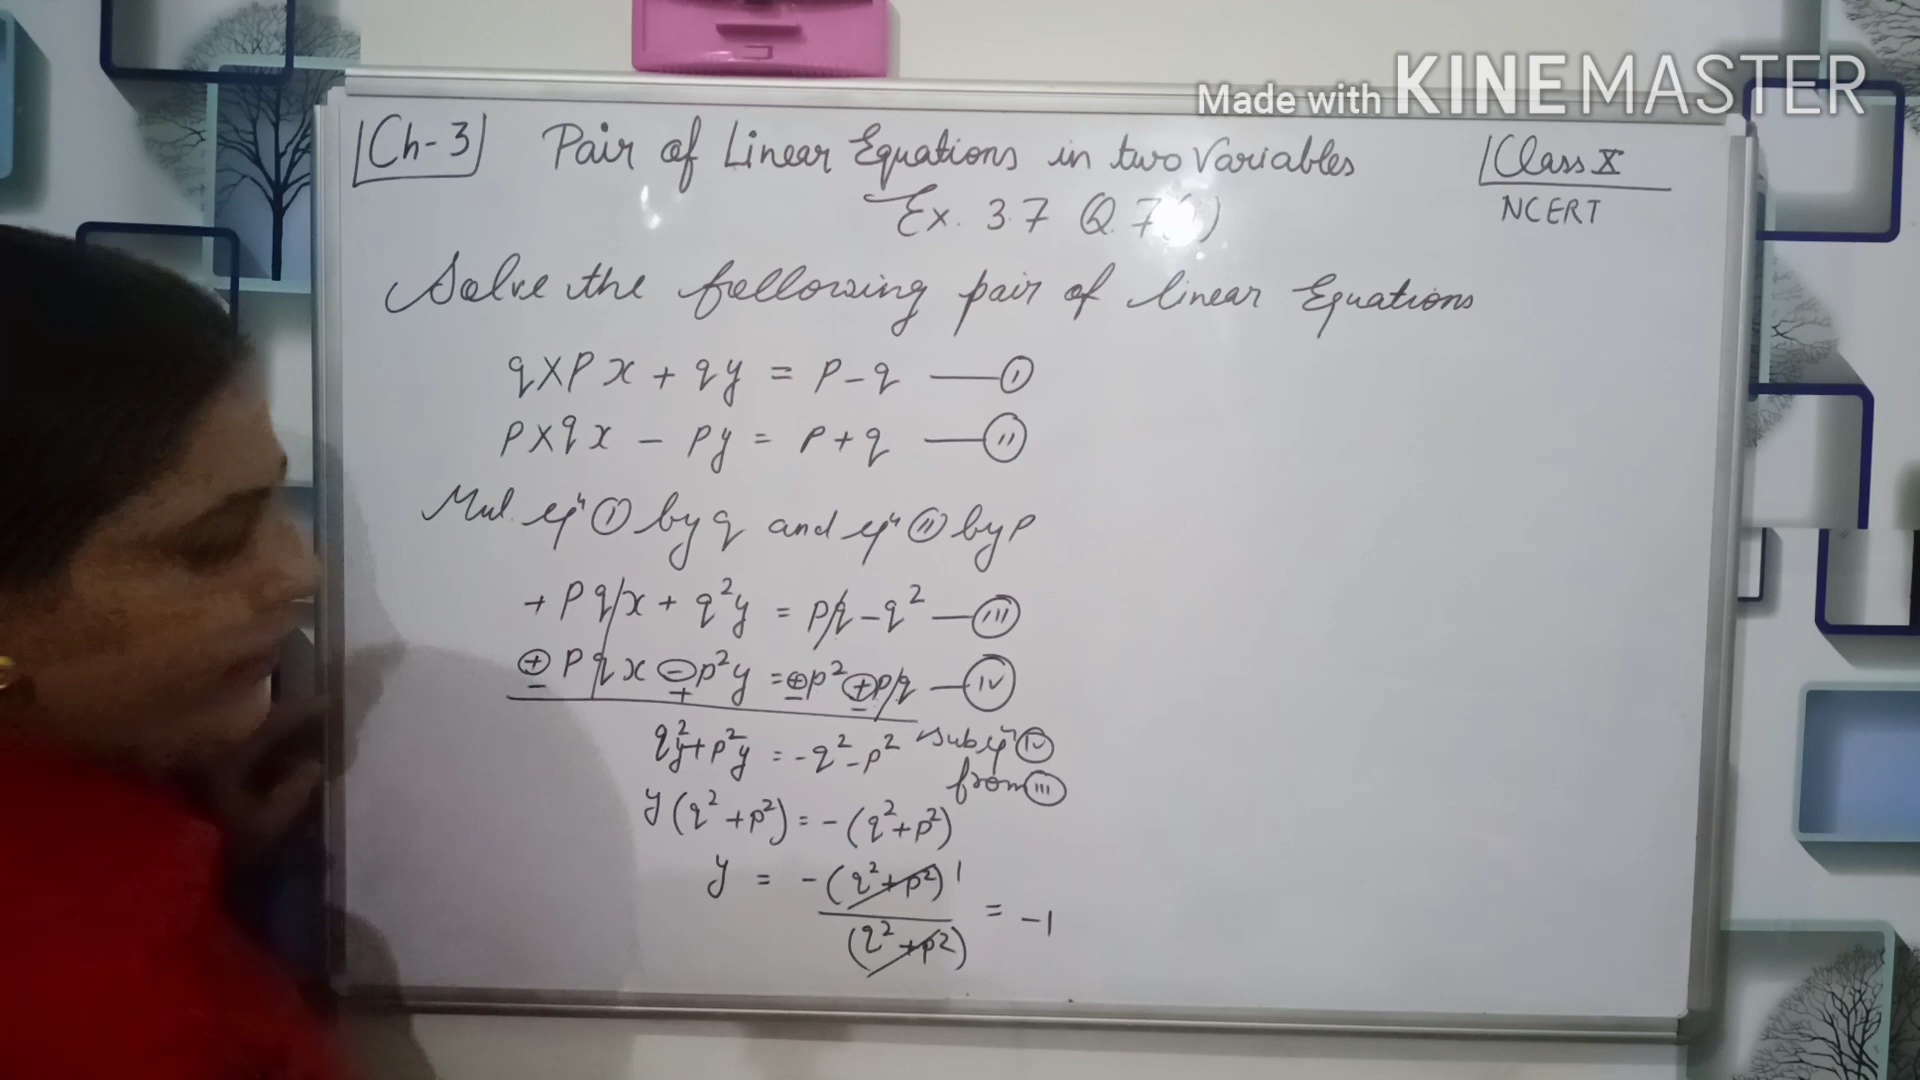 Made with KINEMASTER
Ch-3 Pair of Linear Equations in two Variables Class X
NCERT
Ex. 3.7 Q.7(i)
Solve the following pair of linear Equations
q×px + qy = p-q —(i)
p×qx - py = p+q —(ii)
Mul. eqⁿ (i) by q and eqⁿ (ii) by p
+pqx + q²y = pq - q² —(iii)
⊕pqx ⊖p²y = ⊕p² ⊕pq —(iv)
- + - -
q²y + p²y = -q² - p² Sub eqⁿ (iv)
from (iii)
y(q² + p²) = -(q² + p²)
y = -(q² + p²) 1
= -1
(q² + p²)